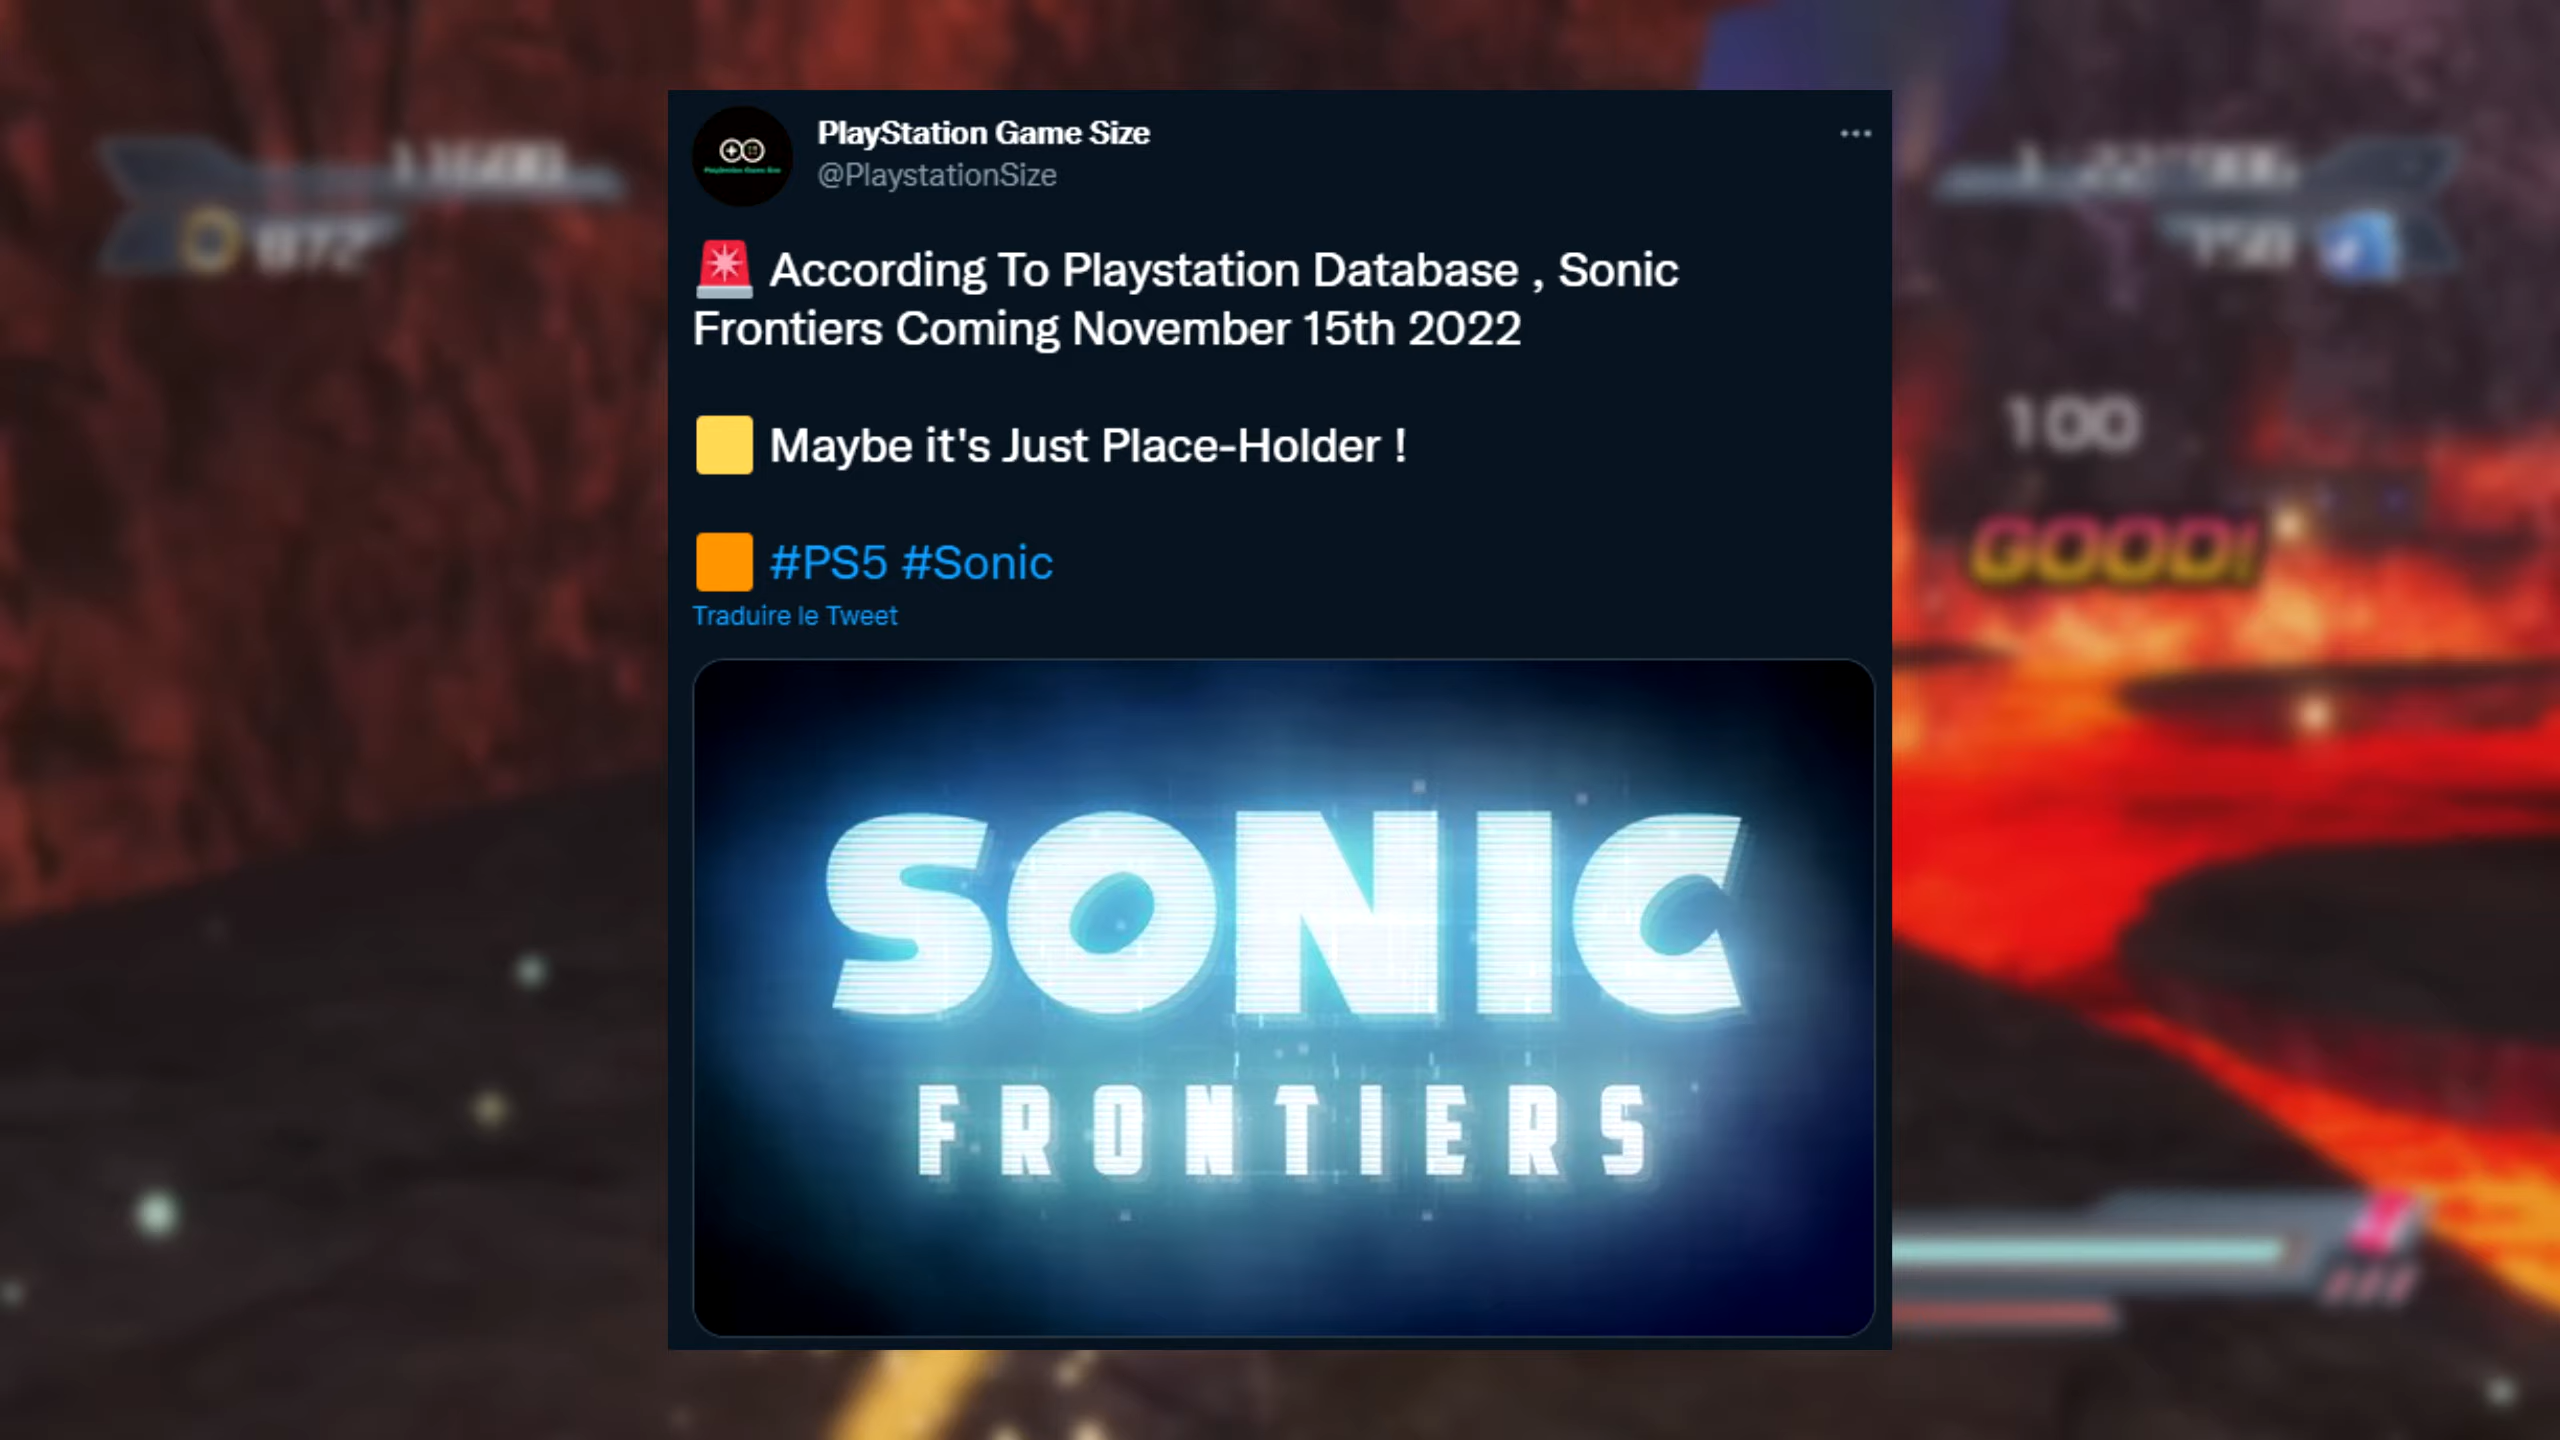 PlayStation Game Size
@PlaystationSize
🚨 According To Playstation Database , Sonic
Frontiers Coming November 15th 2022
🟨 Maybe it's Just Place-Holder !
🟧 #PS5 #Sonic
Traduire le Tweet
SONIC
FRONTIERS
100
GOOD!